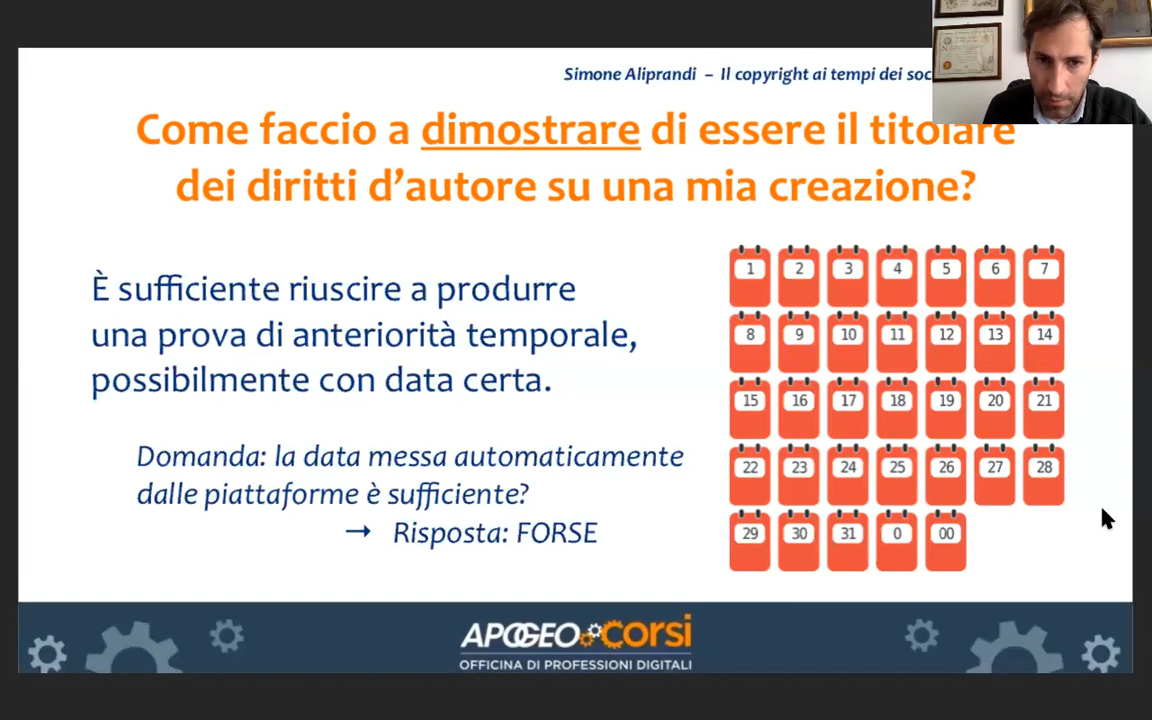 Simone Aliprandi – Il copyright ai tempi dei soc
Come faccio a dimostrare di essere il titolare
dei diritti d'autore su una mia creazione?
È sufficiente riuscire a produrre
una prova di anteriorità temporale,
possibilmente con data certa.
Domanda: la data messa automaticamente
dalle piattaforme è sufficiente?
→ Risposta: FORSE
1 2 3 4 5 6 7
8 9 10 11 12 13 14
15 16 17 18 19 20 21
22 23 24 25 26 27 28
29 30 31 0 00
APOGEO CORSI
OFFICINA DI PROFESSIONI DIGITALI